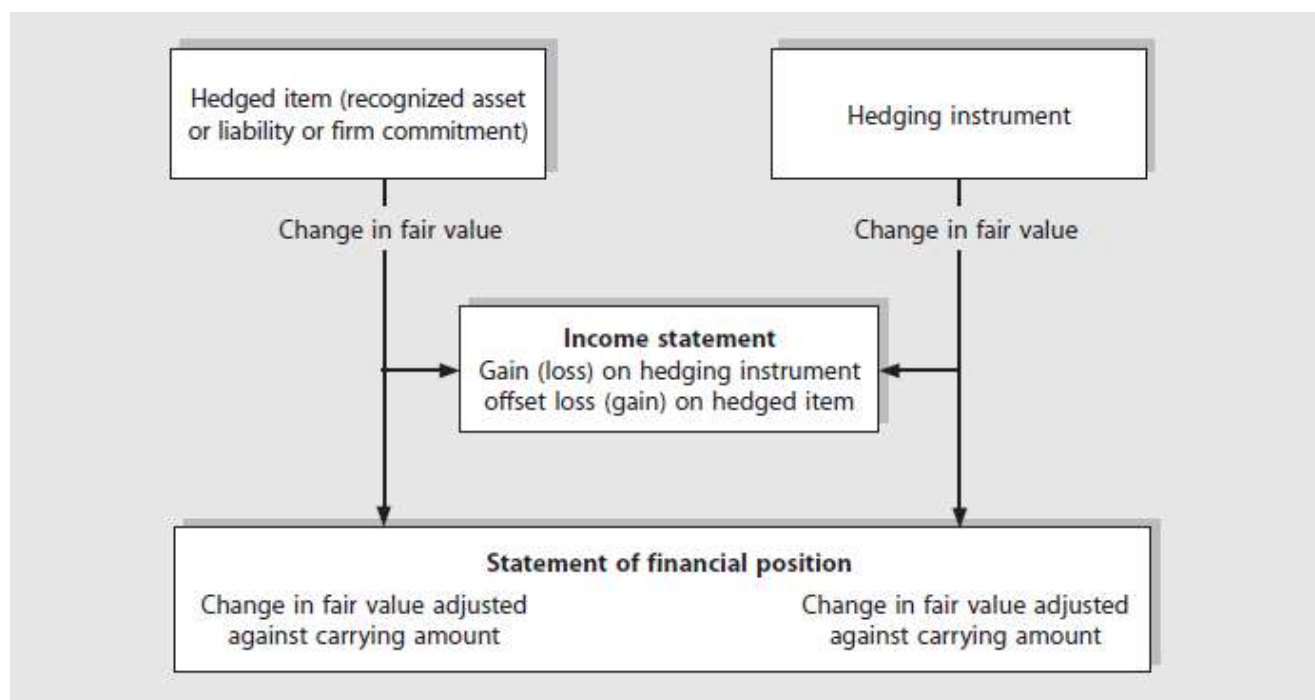 Hedged item (recognized asset
or liability or firm commitment)
Hedging instrument
Change in fair value
Change in fair value
Income statement
Gain (loss) on hedging instrument
offset loss (gain) on hedged item
Statement of financial position
Change in fair value adjusted
against carrying amount
Change in fair value adjusted
against carrying amount